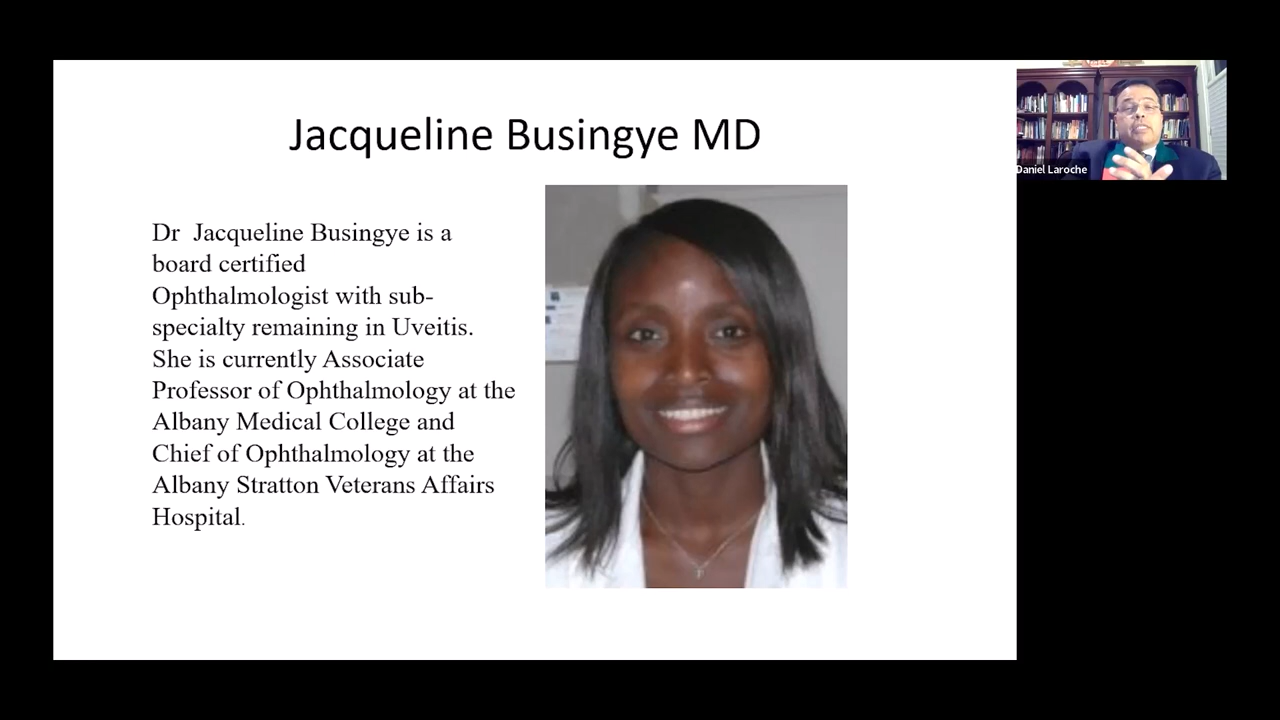 Jacqueline Busingye MD
Dr  Jacqueline Busingye is a
board certified
Ophthalmologist with sub-
specialty remaining in Uveitis.
She is currently Associate
Professor of Ophthalmology at the
Albany Medical College and
Chief of Ophthalmology at the
Albany Stratton Veterans Affairs
Hospital.
Daniel Laroche